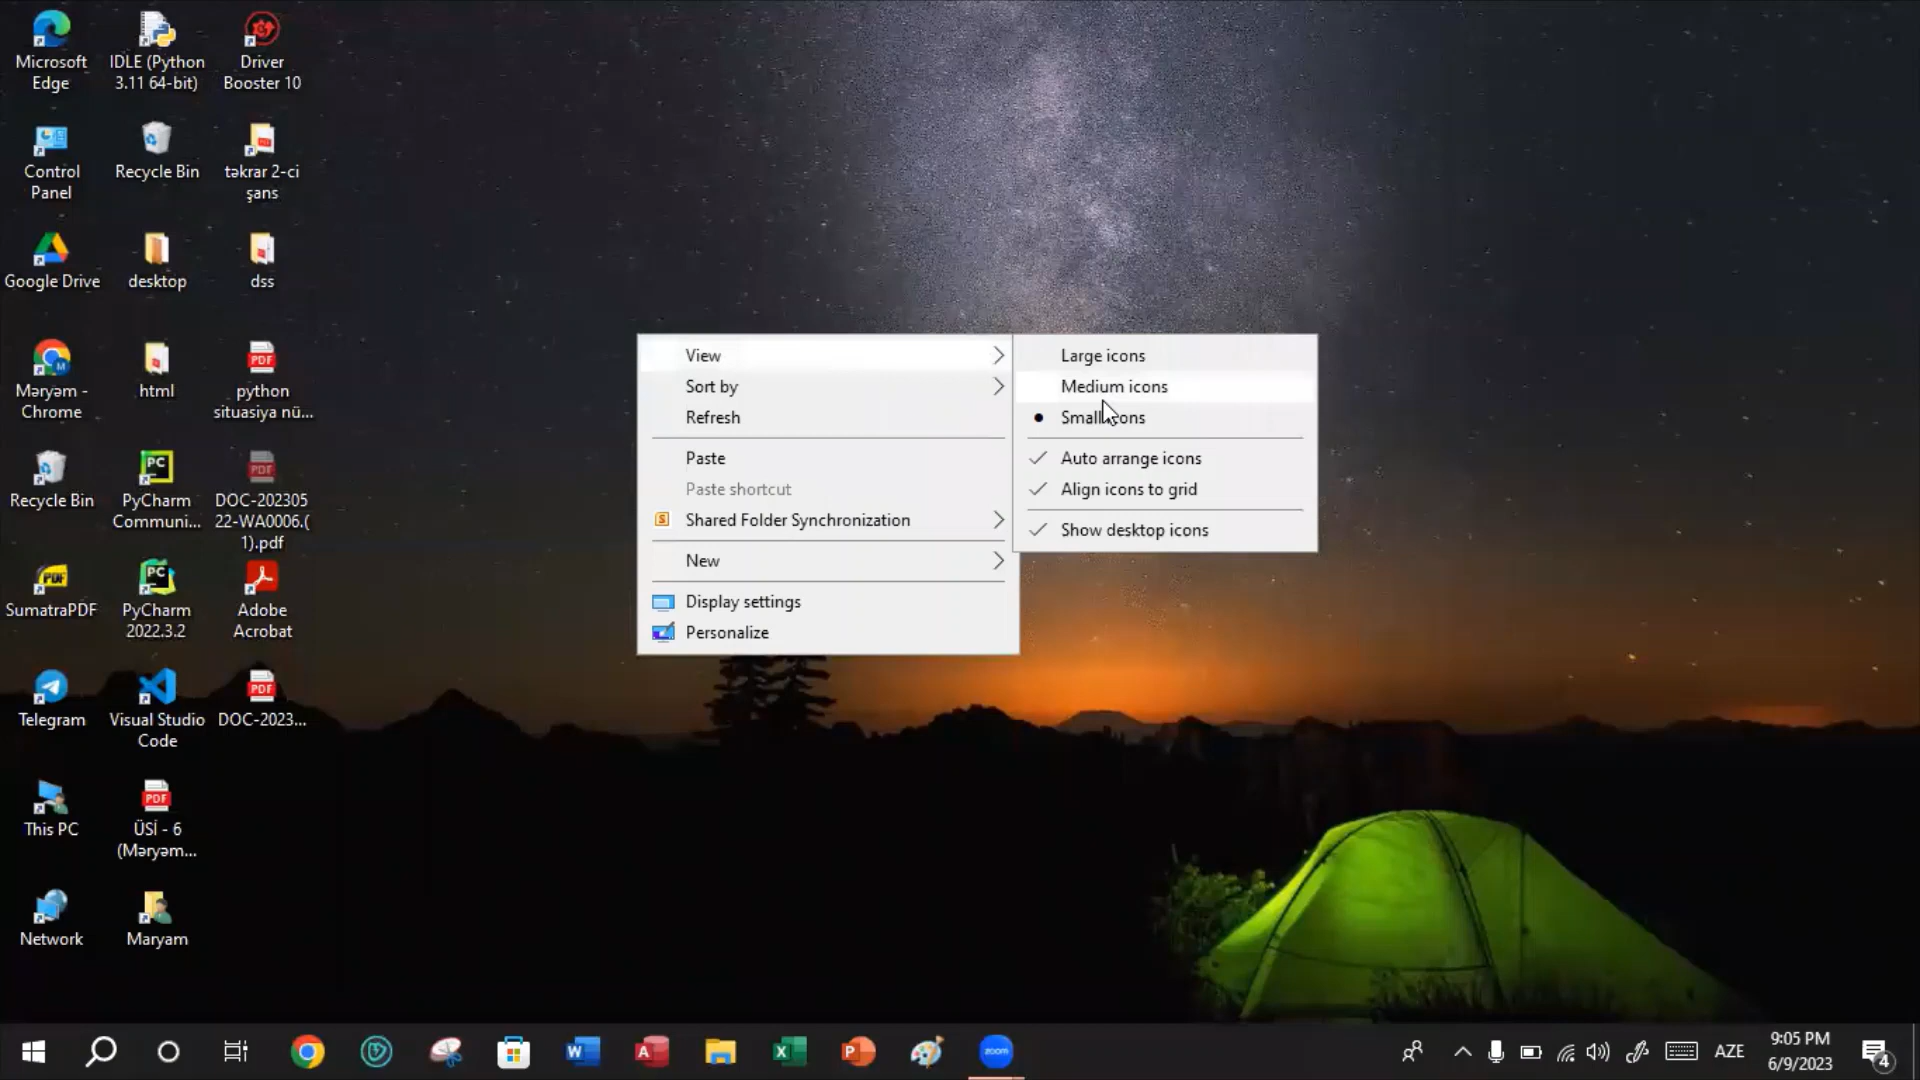 Microsoft
Edge
IDLE (Python
3.11 64-bit)
Driver
Booster 10
Control
Panel
Recycle Bin
təkrar 2-ci
şans
Google Drive
desktop
dss
Məryəm -
Chrome
html
python
situasiya nü...
Recycle Bin
PyCharm
Communi...
DOC-202305
22-WA0006.(
1).pdf
SumatraPDF
PyCharm
2022.3.2
Adobe
Acrobat
Telegram
Visual Studio
Code
DOC-2023...
This PC
ÜSİ - 6
(Məryəm...
Network
Maryam
View
Sort by
Refresh
Paste
Paste shortcut
Shared Folder Synchronization
New
Display settings
Personalize
Large icons
Medium icons
Small icons
Auto arrange icons
Align icons to grid
Show desktop icons
zoom
AZE
9:05 PM
6/9/2023
4